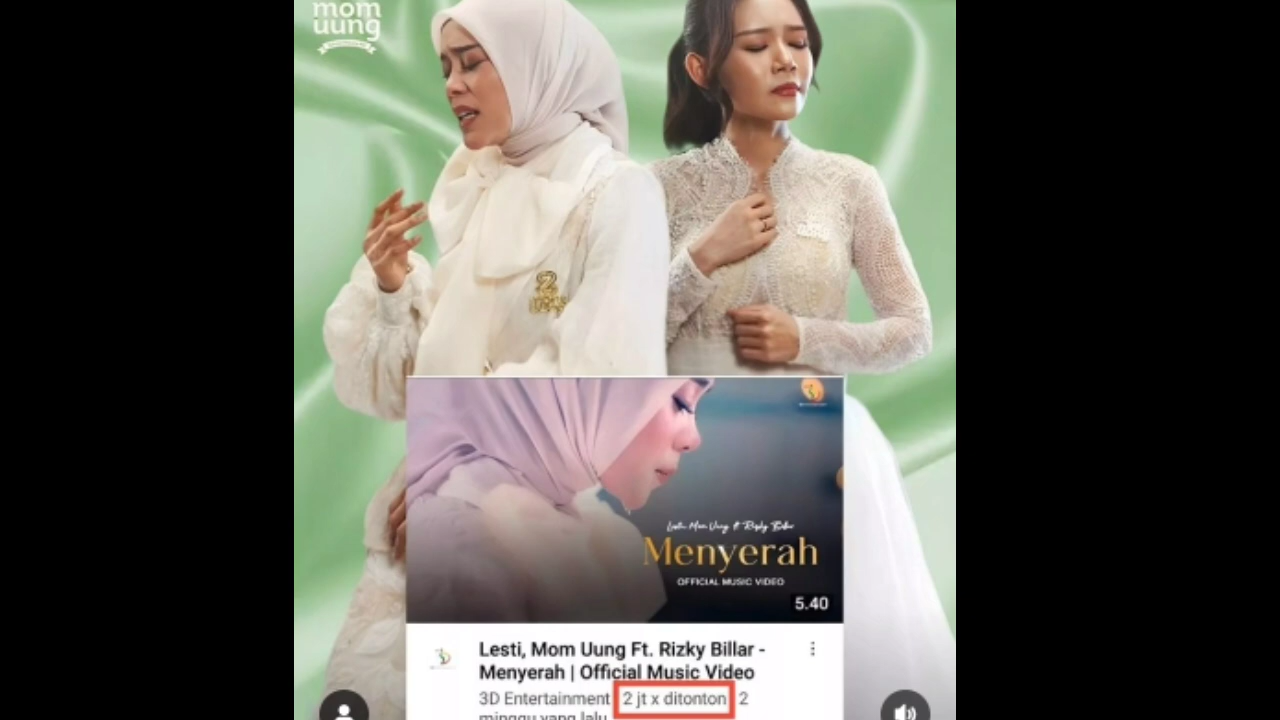 mom
uung
Lesti, Mom Uung ft Rizky Billar
Menyerah
OFFICIAL MUSIC VIDEO
5.40
Lesti, Mom Uung Ft. Rizky Billar -
Menyerah | Official Music Video
3D Entertainment 2 jt x ditonton 2
minggu yang lalu